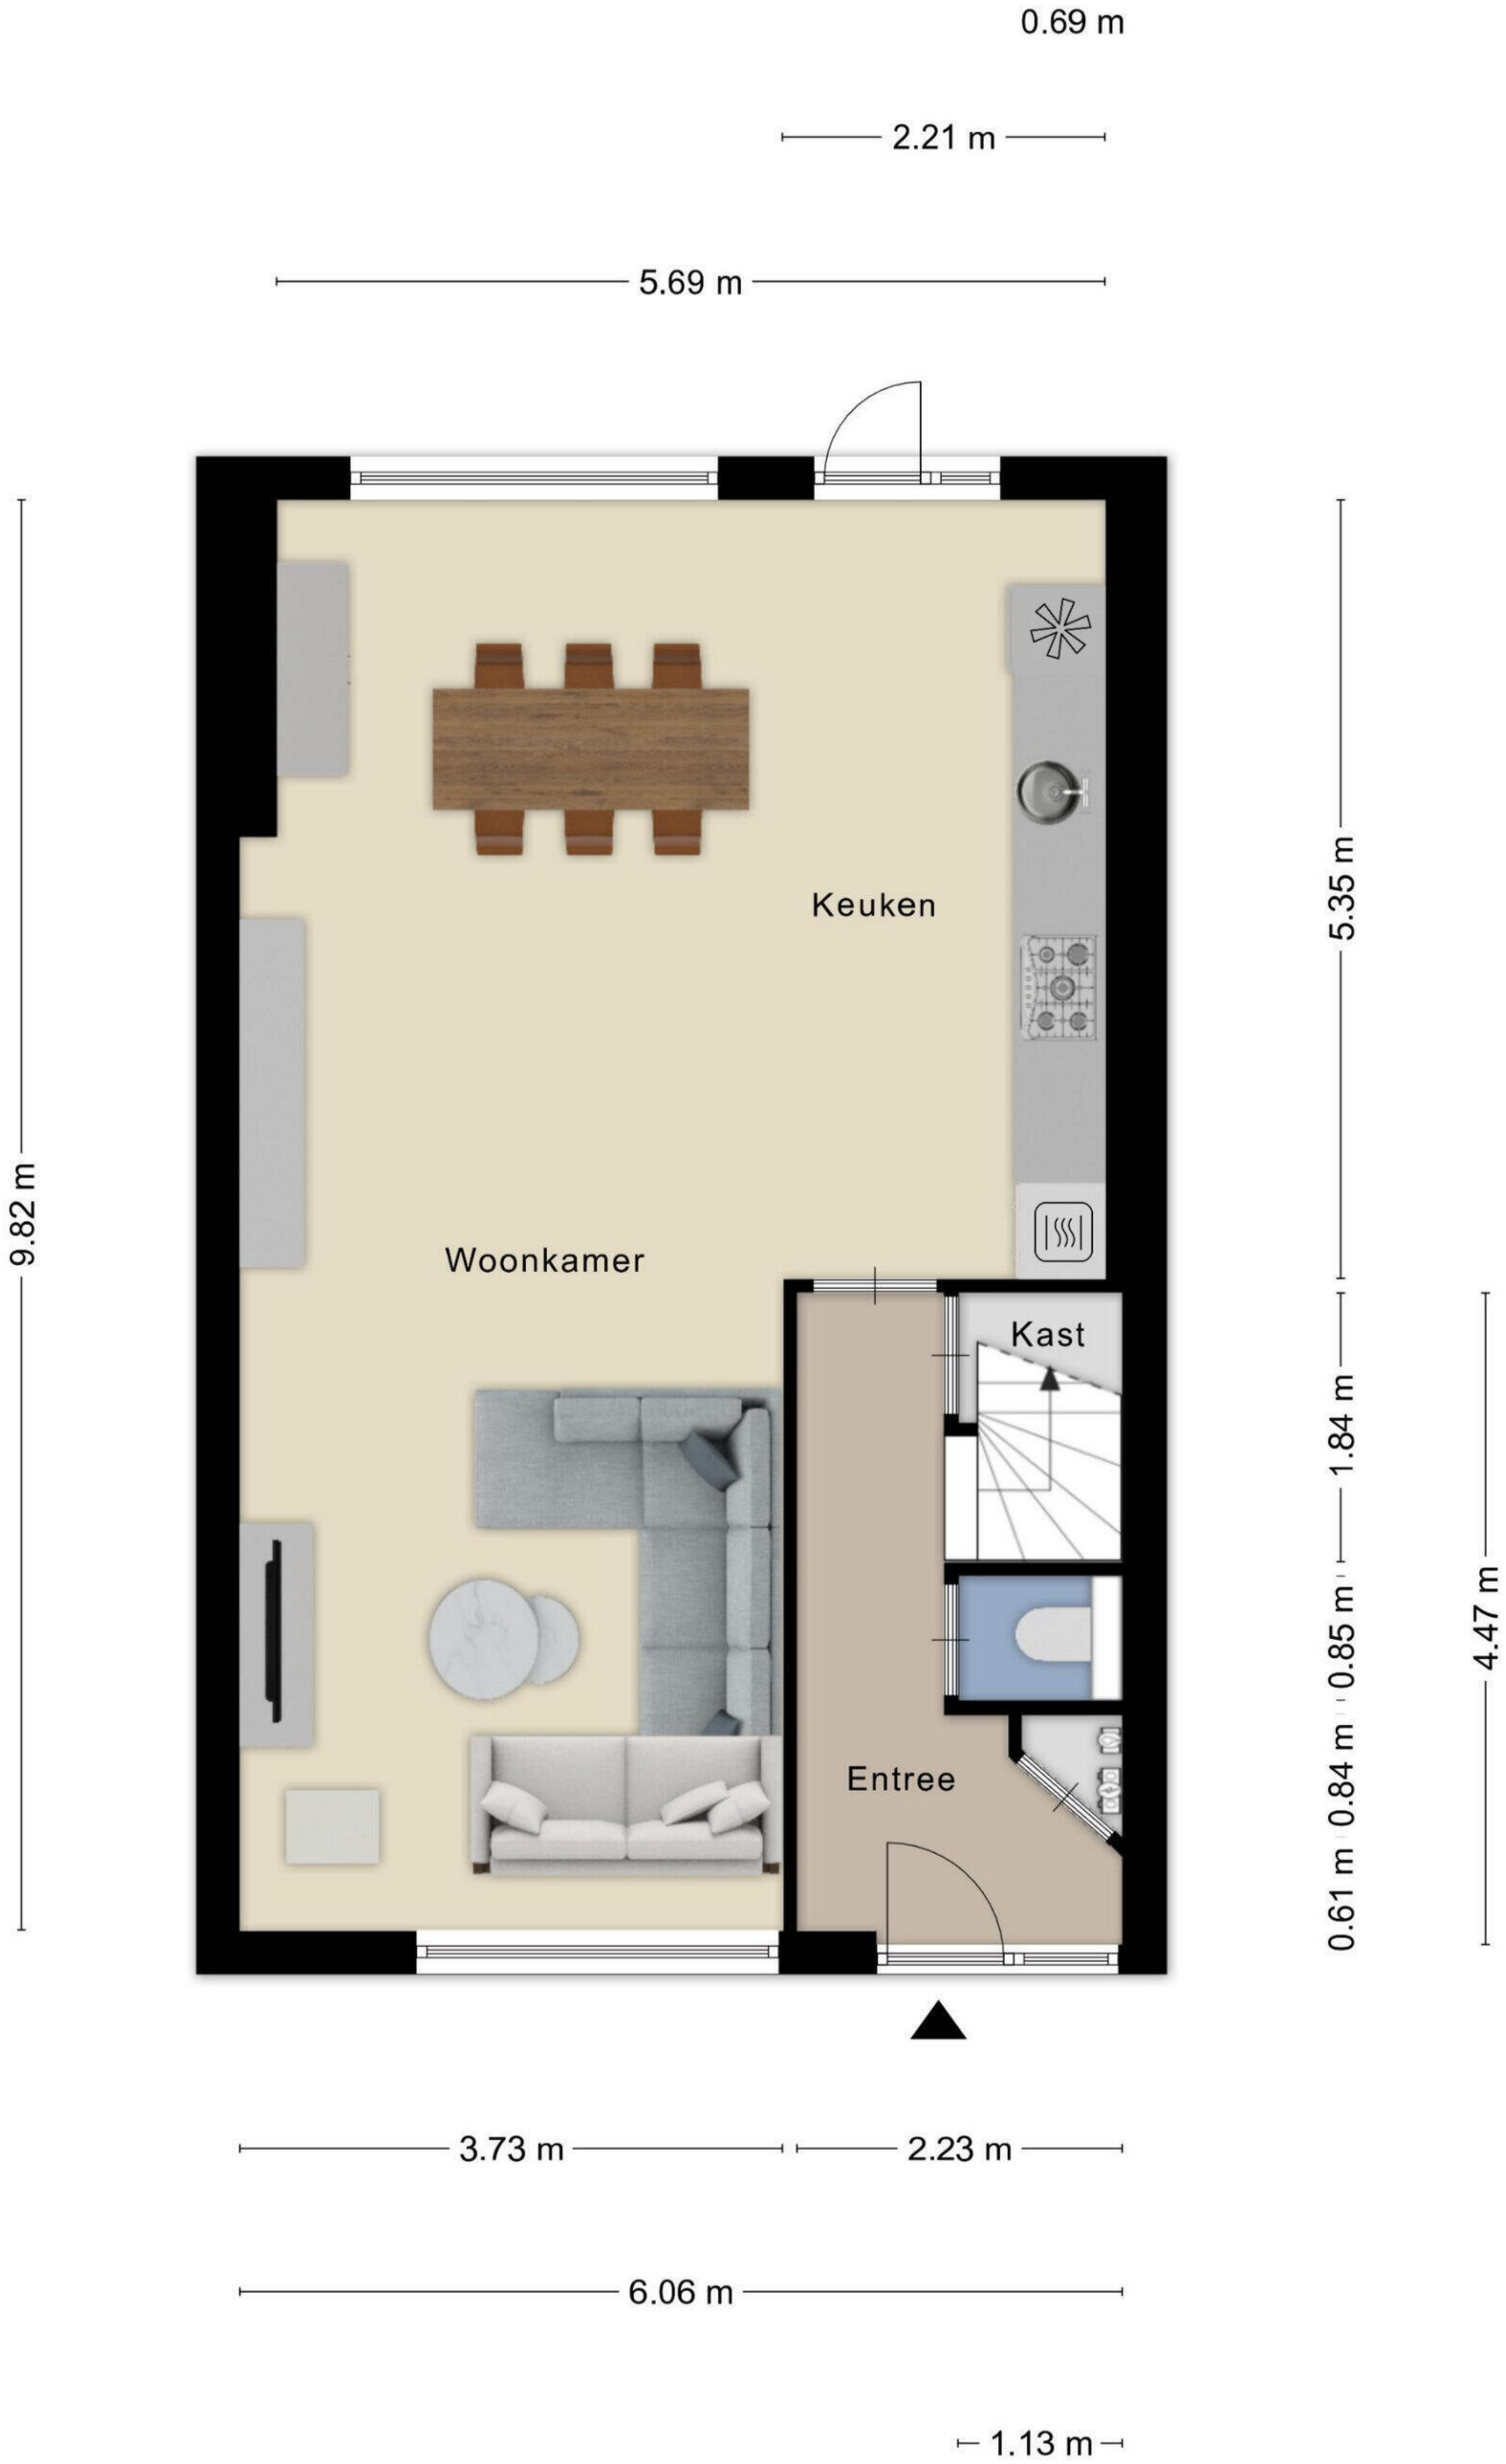 0.69 m
2.21 m
5.69 m
Keuken
5.35 m
9.82 m
Woonkamer
Kast
1.84 m
0.85 m
4.47 m
Entree
0.84 m
0.61 m
3.73 m
2.23 m
6.06 m
1.13 m